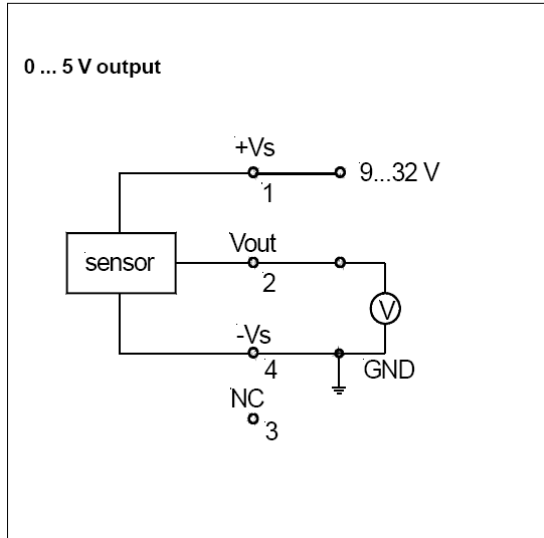 0 ... 5 V output
+Vs
1
9...32 V
sensor
Vout
2
V
-Vs
4
GND
NC
3